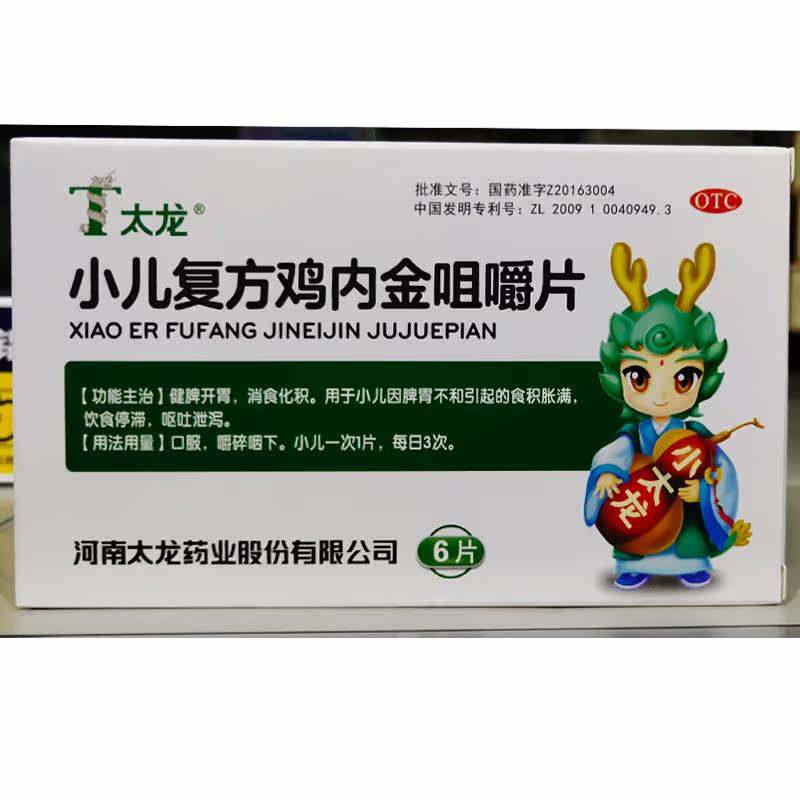 太龙®
批准文号：国药准字Z20163004
中国发明专利号：ZL 2009 1 0040949.3
OTC
小儿复方鸡内金咀嚼片
XIAO ER FUFANG JINEIJIN JUJUEPIAN
【功能主治】健脾开胃，消食化积。用于小儿因脾胃不和引起的食积胀满，
饮食停滞，呕吐泄泻。
【用法用量】口服，嚼碎咽下。小儿一次1片，每日3次。
小太龙
河南太龙药业股份有限公司
6片